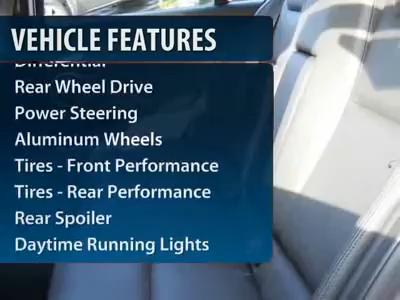 VEHICLE FEATURES
Differential
Rear Wheel Drive
Power Steering
Aluminum Wheels
Tires - Front Performance
Tires - Rear Performance
Rear Spoiler
Daytime Running Lights